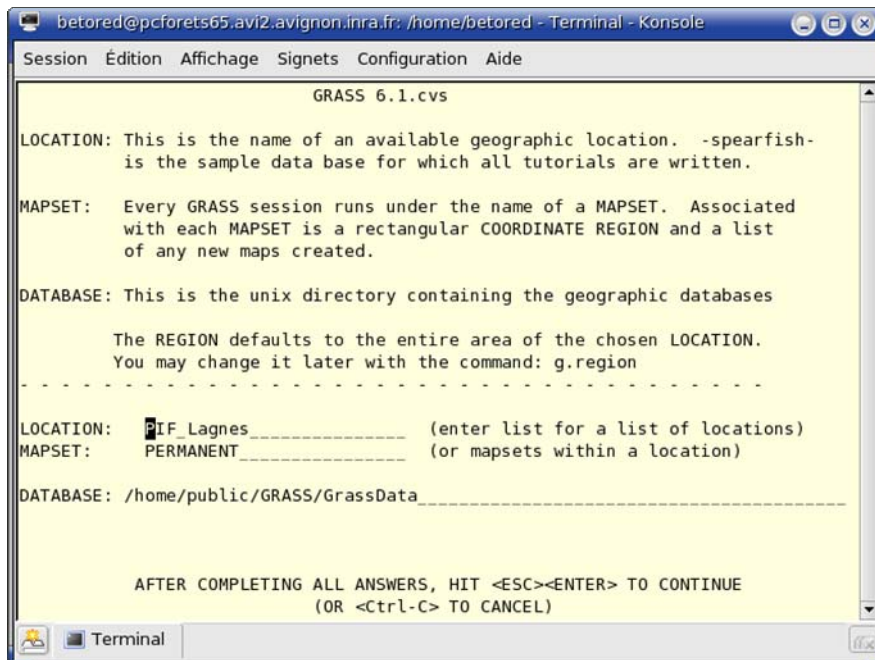 betored@pcforets65.avi2.avignon.inra.fr: /home/betored - Terminal - Konsole
Session Édition Affichage Signets Configuration Aide
GRASS 6.1.cvs
LOCATION: This is the name of an available geographic location. -spearfish-
is the sample data base for which all tutorials are written.
MAPSET: Every GRASS session runs under the name of a MAPSET. Associated
with each MAPSET is a rectangular COORDINATE REGION and a list
of any new maps created.
DATABASE: This is the unix directory containing the geographic databases
The REGION defaults to the entire area of the chosen LOCATION.
You may change it later with the command: g.region
- - - - - - - - - - - - - - - - - - - - - - - - - - - - - - - - - - - - -
LOCATION: PIF_Lagnes_______________ (enter list for a list of locations)
MAPSET: PERMANENT________________ (or mapsets within a location)
DATABASE: /home/public/GRASS/GrassData_________________________________________
AFTER COMPLETING ALL ANSWERS, HIT <ESC><ENTER> TO CONTINUE
(OR <Ctrl-C> TO CANCEL)
Terminal